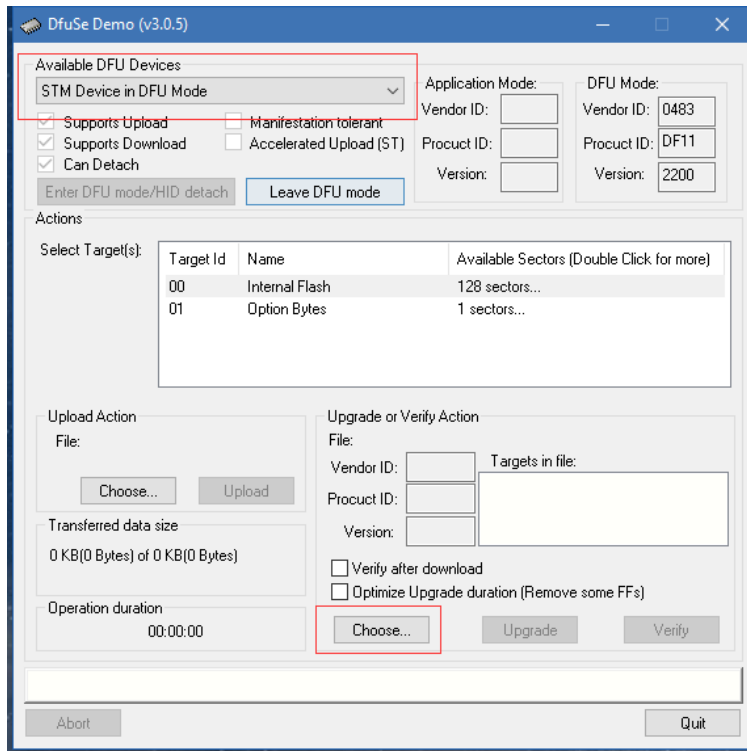 DfuSe Demo (v3.0.5)
Available DFU Devices
STM Device in DFU Mode
Supports Upload
Manifestation tolerant
Supports Download
Accelerated Upload (ST)
Can Detach
Enter DFU mode/HID detach
Leave DFU mode
Application Mode:
Vendor ID:
Procuct ID:
Version:
DFU Mode:
Vendor ID: 0483
Procuct ID: DF11
Version: 2200
Actions
Select Target(s):
Target Id Name Available Sectors (Double Click for more)
00 Internal Flash 128 sectors...
01 Option Bytes 1 sectors...
Upload Action
File:
Choose... Upload
Transferred data size
0 KB(0 Bytes) of 0 KB(0 Bytes)
Operation duration
00:00:00
Upgrade or Verify Action
File:
Vendor ID:
Procuct ID:
Version:
Targets in file:
Verify after download
Optimize Upgrade duration (Remove some FFs)
Choose... Upgrade Verify
Abort Quit